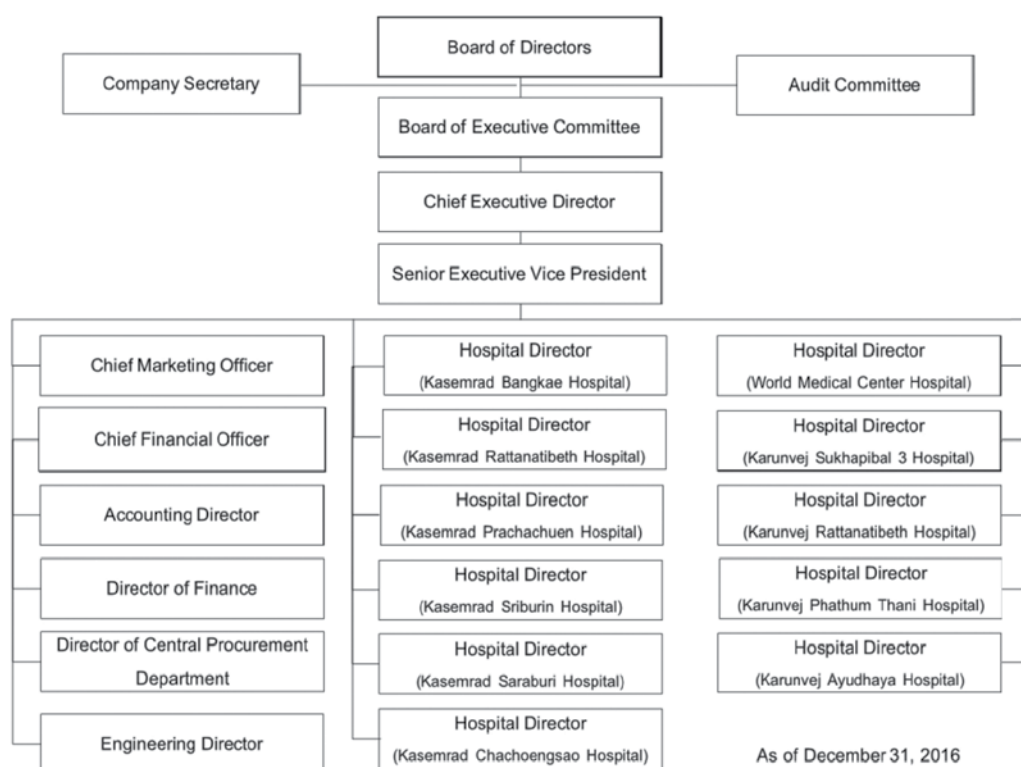 Board of Directors
Company Secretary
Audit Committee
Board of Executive Committee
Chief Executive Director
Senior Executive Vice President
Chief Marketing Officer
Chief Financial Officer
Accounting Director
Director of Finance
Director of Central Procurement
Department
Engineering Director
Hospital Director
(Kasemrad Bangkae Hospital)
Hospital Director
(Kasemrad Rattanatibeth Hospital)
Hospital Director
(Kasemrad Prachachuen Hospital)
Hospital Director
(Kasemrad Sriburin Hospital)
Hospital Director
(Kasemrad Saraburi Hospital)
Hospital Director
(Kasemrad Chachoengsao Hospital)
Hospital Director
(World Medical Center Hospital)
Hospital Director
(Karunvej Sukhapibal 3 Hospital)
Hospital Director
(Karunvej Rattanatibeth Hospital)
Hospital Director
(Karunvej Phathum Thani Hospital)
Hospital Director
(Karunvej Ayudhaya Hospital)
As of December 31, 2016